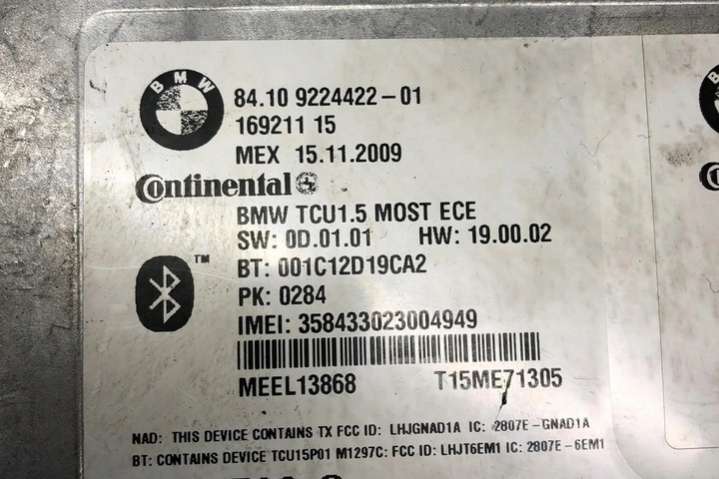 BMW
84.10 9224422-01
169211 15
MEX 15.11.2009
Continental
BMW TCU1.5 MOST ECE
SW: 0D.01.01 HW: 19.00.02
™
BT: 001C12D19CA2
PK: 0284
IMEI: 358433023004949
MEEL13868 T15ME71305
NAD: THIS DEVICE CONTAINS TX FCC ID: LHJGNAD1A IC: 2807E-GNAD1A
BT: CONTAINS DEVICE TCU15P01 M1297C: FCC ID: LHJT6EM1 IC: 2807E-6EM1